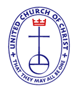 UNITED CHURCH OF CHRIST
THAT THEY MAY ALL BE ONE